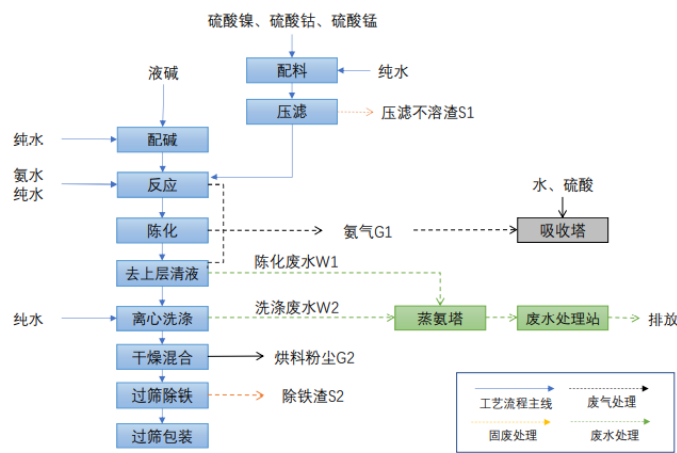 硫酸镍、硫酸钴、硫酸锰
配料
纯水
液碱
压滤
压滤不溶渣S1
纯水
配碱
氨水
纯水
反应
水、硫酸
陈化
氨气G1
吸收塔
去上层清液
陈化废水W1
纯水
离心洗涤
洗涤废水W2
蒸氨塔
废水处理站
排放
干燥混合
烘料粉尘G2
过筛除铁
除铁渣S2
过筛包装
工艺流程主线
废气处理
固废处理
废水处理